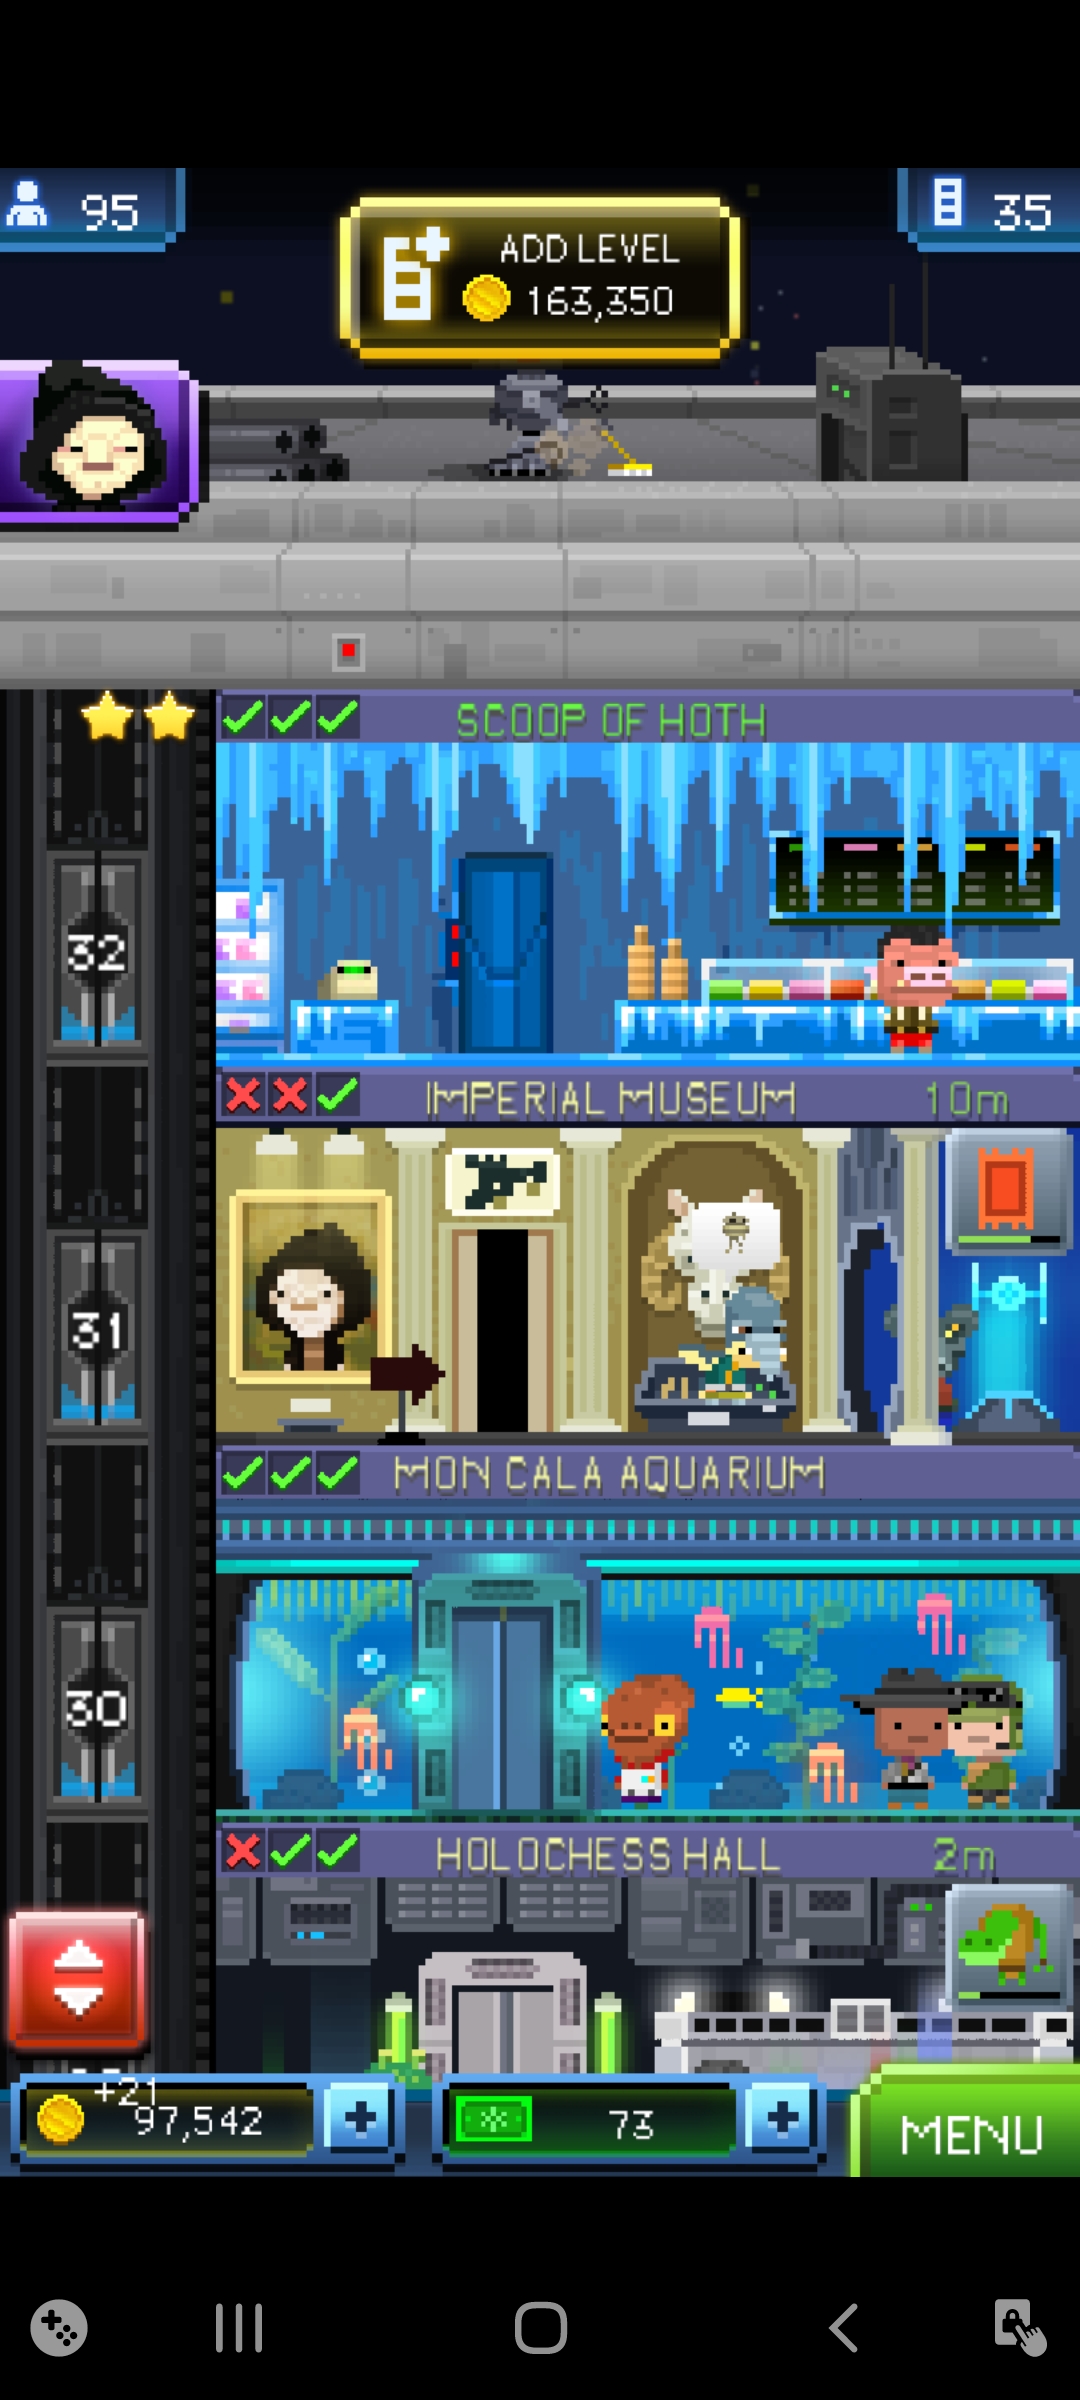 95
ADD LEVEL
163,350
35
SCOOP OF HOTH
32
IMPERIAL MUSEUM 10m
31
MON CALA AQUARIUM
30
HOLOCHESS HALL 2m
+21
97,542
73
MENU